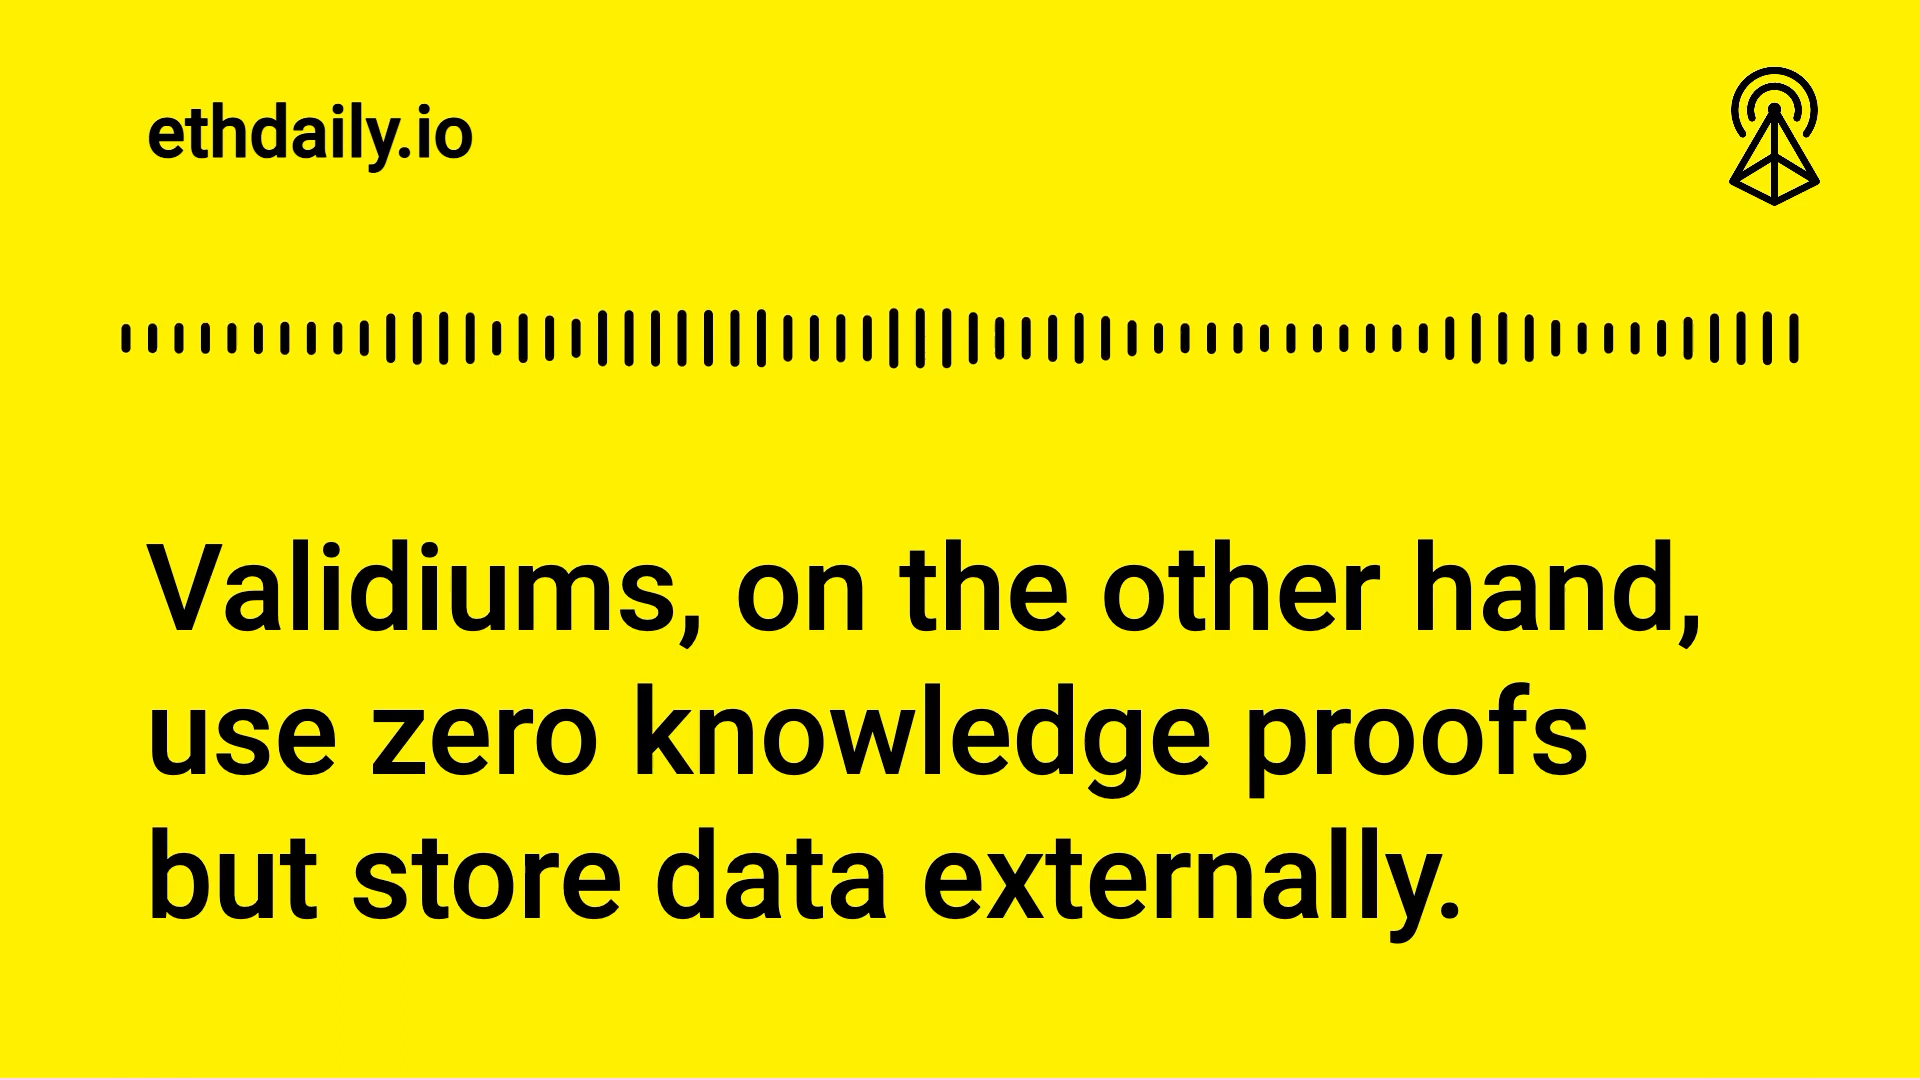 ethdaily.io
Validiums, on the other hand,
use zero knowledge proofs
but store data externally.